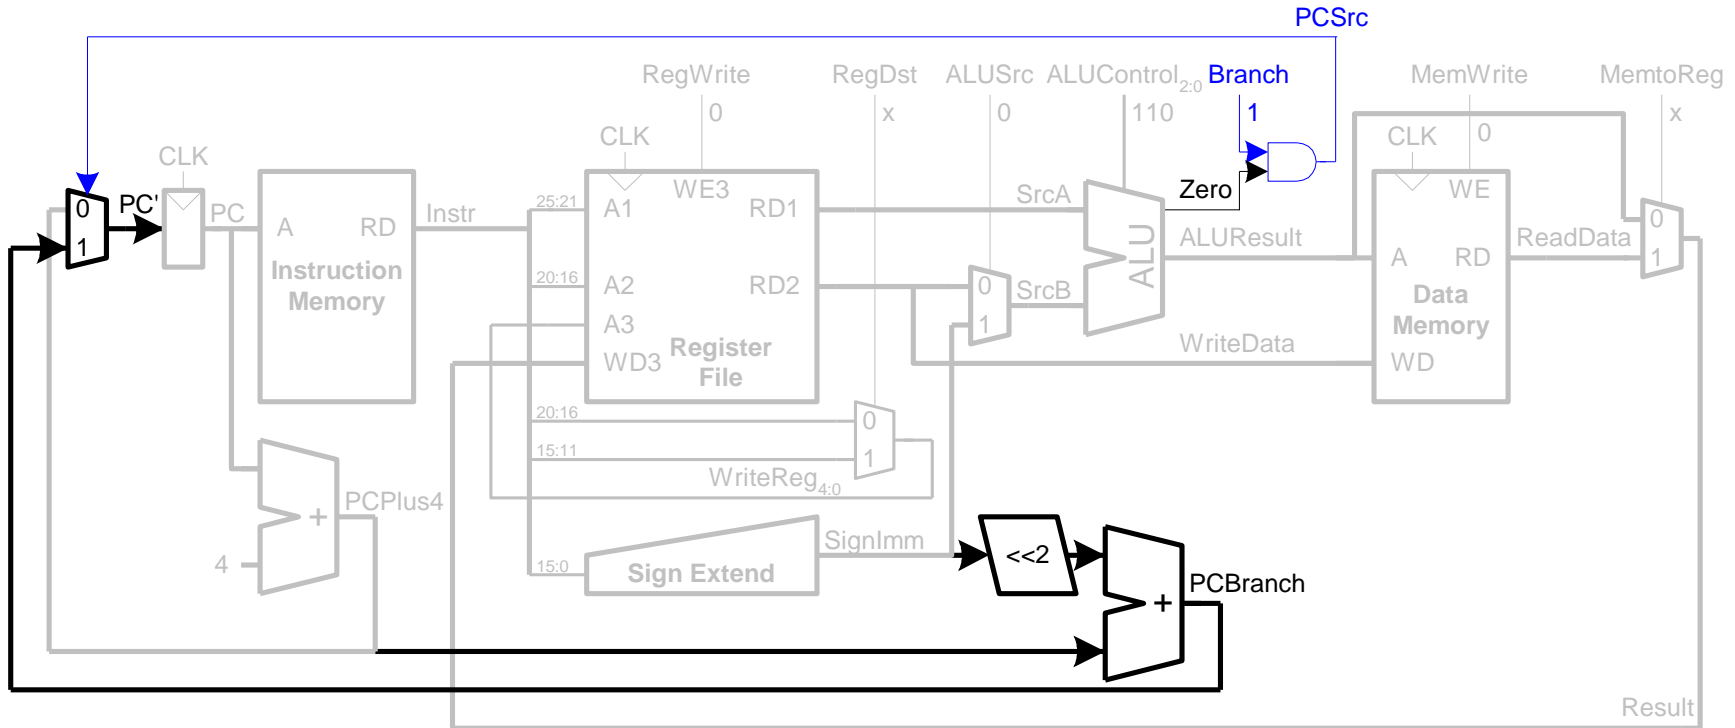 PCSrc
RegWrite RegDst ALUSrc ALUControl2:0 Branch MemWrite MemtoReg
0 x 0 110 1 0 x
CLK CLK CLK
0
1
PC'
PC
A RD
Instruction
Memory
Instr
25:21
20:16
A1
A2
A3
WD3
WE3
RD1
RD2
Register
File
0
1
SrcA
SrcB
ALU
Zero
ALUResult
WriteData
A RD
WE
Data
Memory
WD
ReadData
0
1
20:16
15:11
0
1
WriteReg4:0
PCPlus4
+
4
15:0
Sign Extend
SignImm
<<2
+
PCBranch
Result